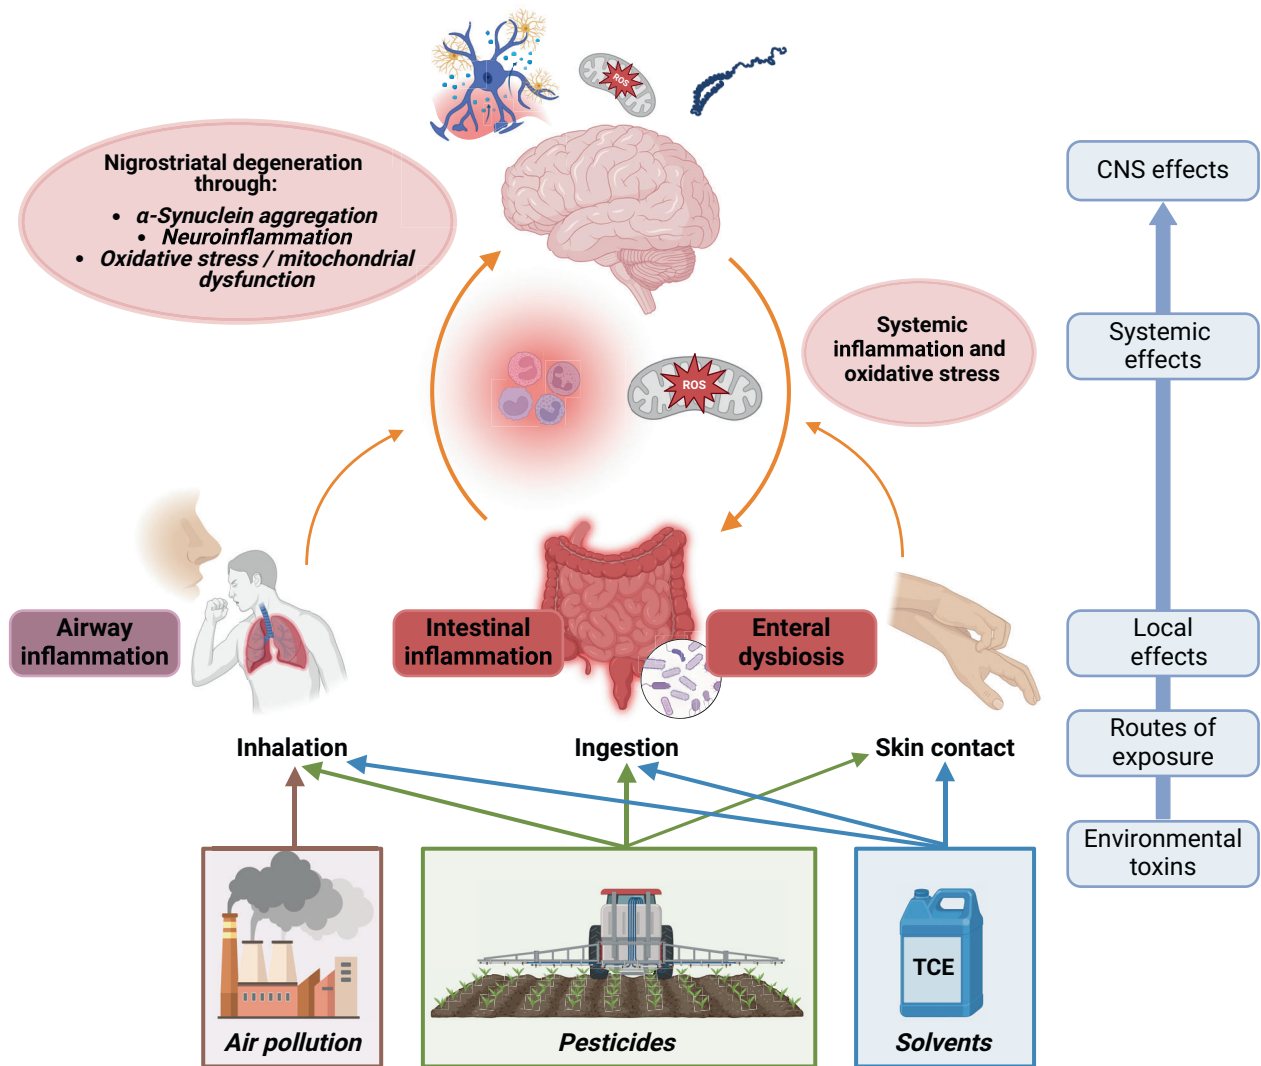 ROS
Nigrostriatal degeneration
through:
• α-Synuclein aggregation
• Neuroinflammation
• Oxidative stress / mitochondrial
dysfunction
CNS effects
Systemic
inflammation and
oxidative stress
Systemic
effects
ROS
Airway
inflammation
Intestinal
inflammation
Enteral
dysbiosis
Local
effects
Inhalation
Ingestion
Skin contact
Routes of
exposure
Environmental
toxins
TCE
Air pollution
Pesticides
Solvents